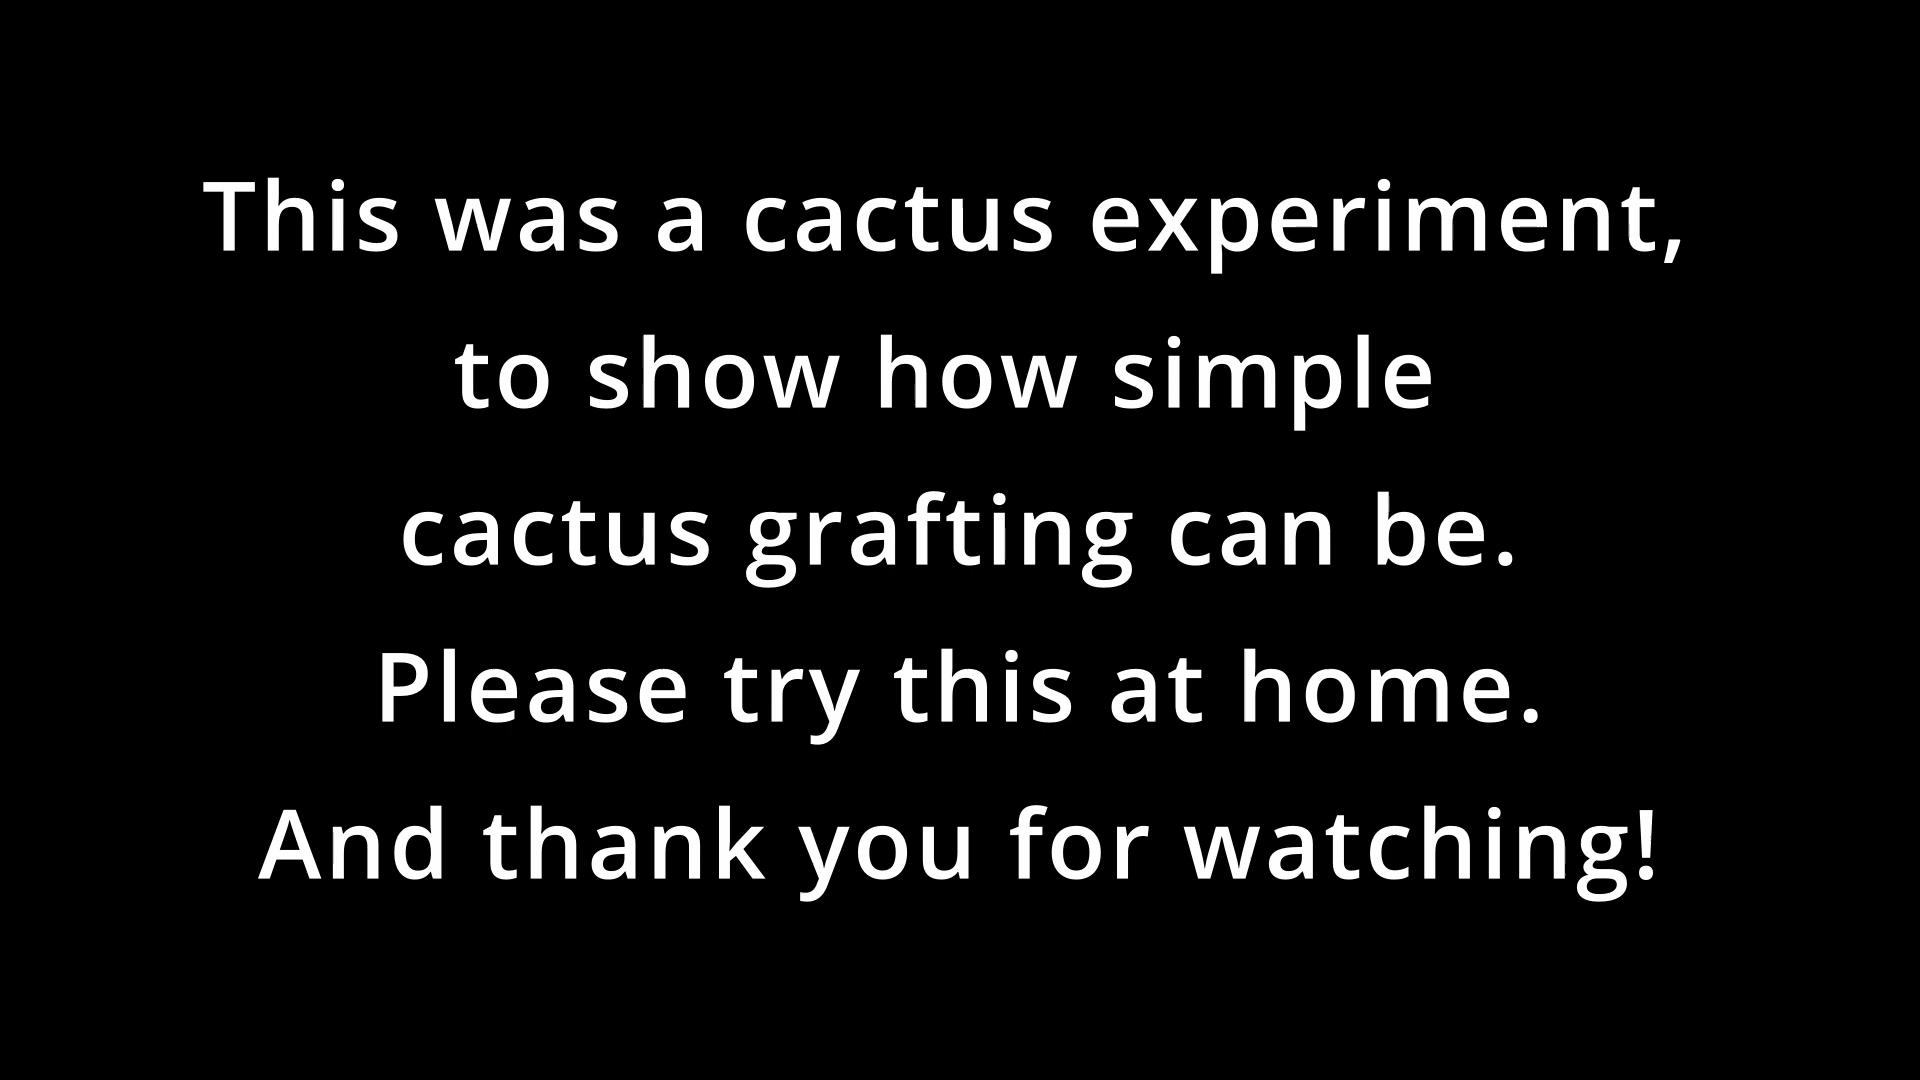 This was a cactus experiment,
to show how simple
cactus grafting can be.
Please try this at home.
And thank you for watching!